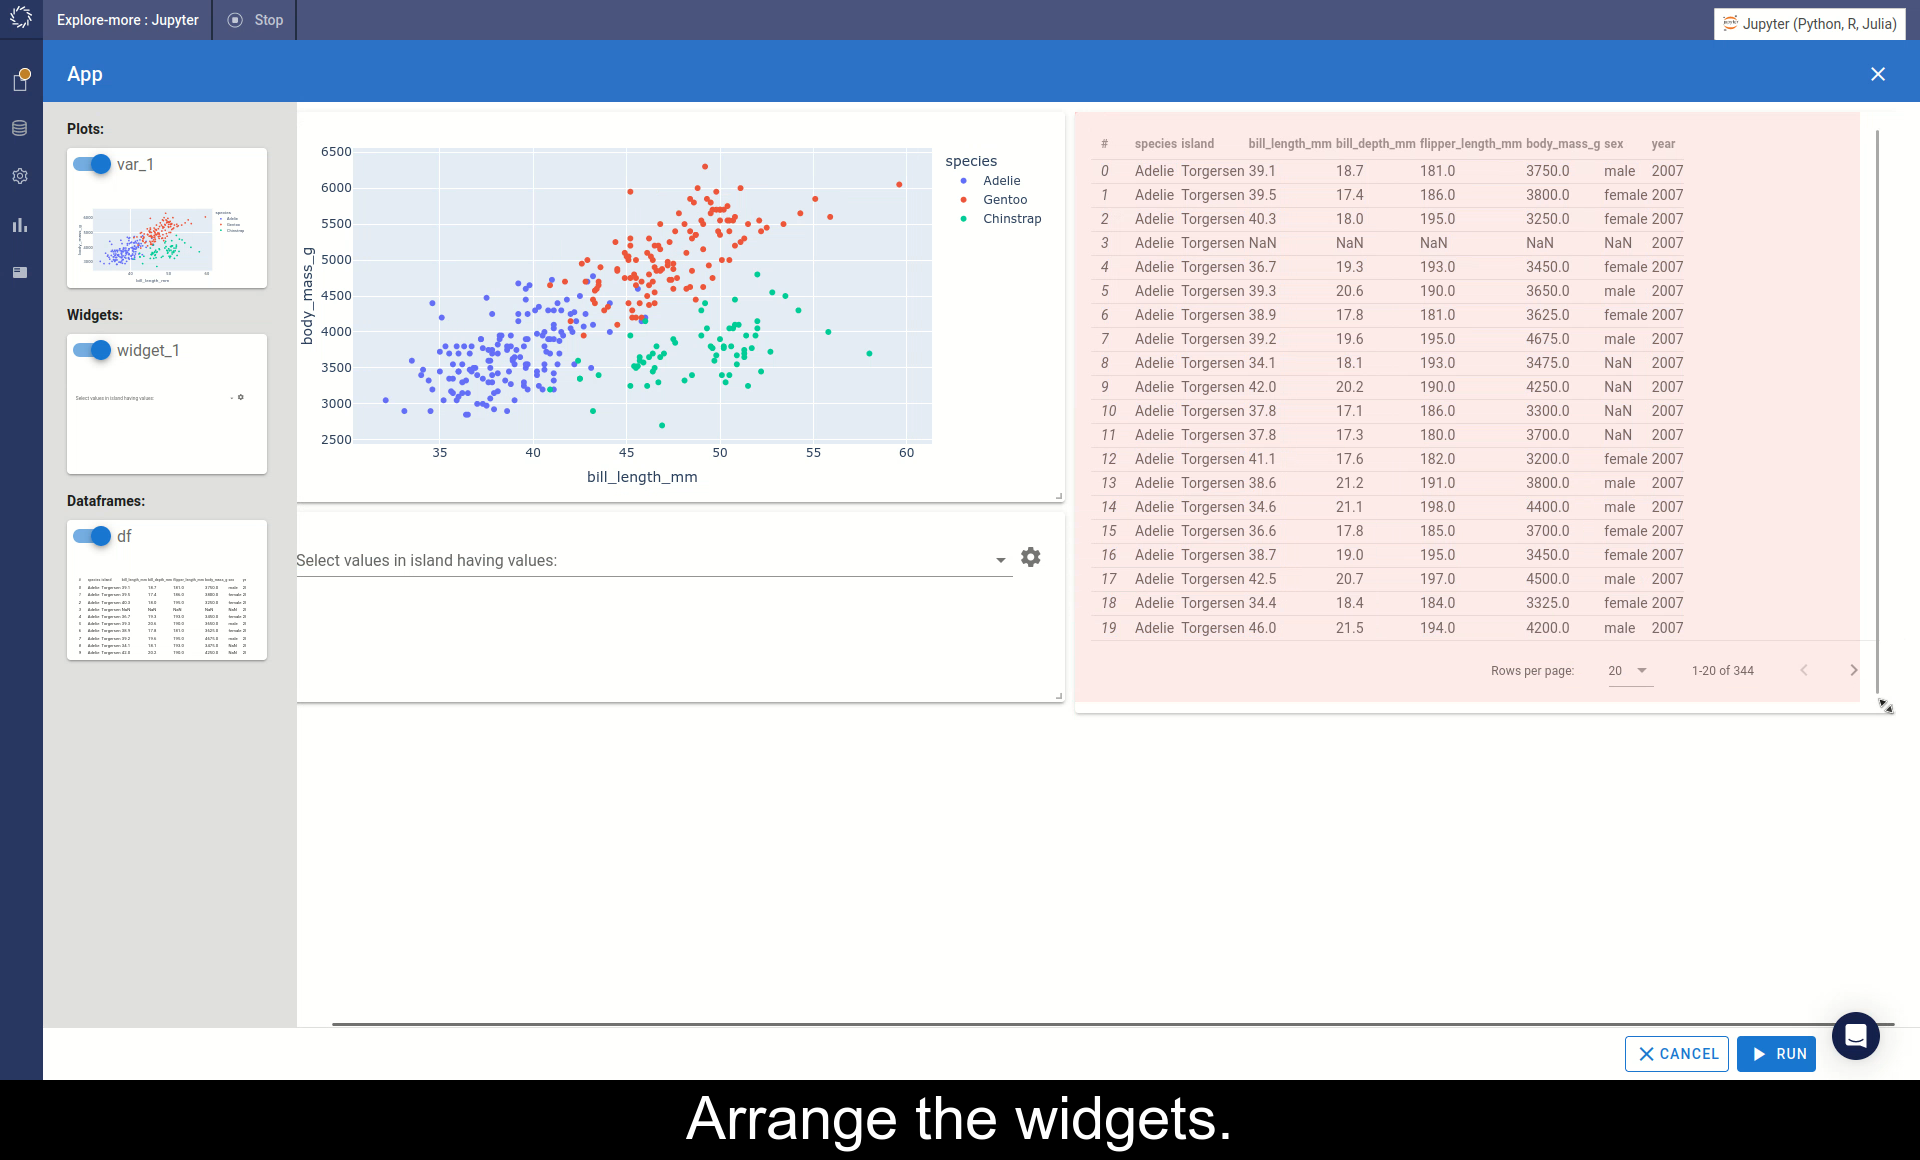 Explore-more : Jupyter
Stop
Jupyter (Python, R, Julia)
App
Plots:
var_1
Widgets:
widget_1
Select values in island having values:
Dataframes:
df
6500
6000
5500
5000
4500
4000
3500
3000
2500
body_mass_g
35 40 45 50 55 60
bill_length_mm
species
Adelie
Gentoo
Chinstrap
Select values in island having values:
# species island bill_length_mm bill_depth_mm flipper_length_mm body_mass_g sex year
0 Adelie Torgersen 39.1 18.7 181.0 3750.0 male 2007
1 Adelie Torgersen 39.5 17.4 186.0 3800.0 female 2007
2 Adelie Torgersen 40.3 18.0 195.0 3250.0 female 2007
3 Adelie Torgersen NaN NaN NaN NaN NaN 2007
4 Adelie Torgersen 36.7 19.3 193.0 3450.0 female 2007
5 Adelie Torgersen 39.3 20.6 190.0 3650.0 male 2007
6 Adelie Torgersen 38.9 17.8 181.0 3625.0 female 2007
7 Adelie Torgersen 39.2 19.6 195.0 4675.0 male 2007
8 Adelie Torgersen 34.1 18.1 193.0 3475.0 NaN 2007
9 Adelie Torgersen 42.0 20.2 190.0 4250.0 NaN 2007
10 Adelie Torgersen 37.8 17.1 186.0 3300.0 NaN 2007
11 Adelie Torgersen 37.8 17.3 180.0 3700.0 NaN 2007
12 Adelie Torgersen 41.1 17.6 182.0 3200.0 female 2007
13 Adelie Torgersen 38.6 21.2 191.0 3800.0 male 2007
14 Adelie Torgersen 34.6 21.1 198.0 4400.0 male 2007
15 Adelie Torgersen 36.6 17.8 185.0 3700.0 female 2007
16 Adelie Torgersen 38.7 19.0 195.0 3450.0 female 2007
17 Adelie Torgersen 42.5 20.7 197.0 4500.0 male 2007
18 Adelie Torgersen 34.4 18.4 184.0 3325.0 female 2007
19 Adelie Torgersen 46.0 21.5 194.0 4200.0 male 2007
Rows per page: 20 1-20 of 344
CANCEL
RUN
Arrange the widgets.